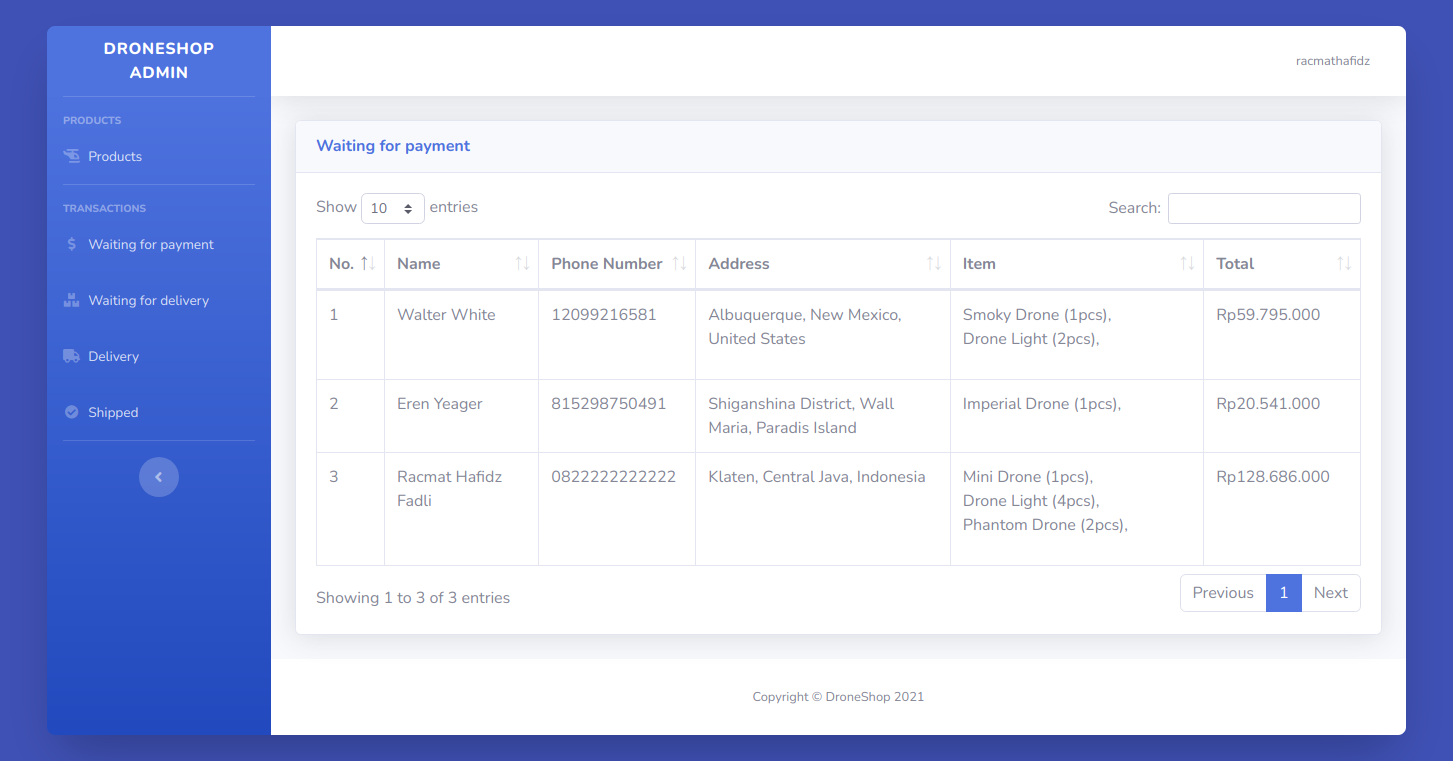 DRONESHOP
ADMIN
racmathafidz
PRODUCTS
Products
TRANSACTIONS
Waiting for payment
Waiting for delivery
Delivery
Shipped
Waiting for payment
Show 10 entries
Search:
No. Name Phone Number Address Item Total
1 Walter White 12099216581 Albuquerque, New Mexico, Smoky Drone (1pcs), Rp59.795.000
United States Drone Light (2pcs),
2 Eren Yeager 815298750491 Shiganshina District, Wall Imperial Drone (1pcs), Rp20.541.000
Maria, Paradis Island
3 Racmat Hafidz 0822222222222 Klaten, Central Java, Indonesia Mini Drone (1pcs), Rp128.686.000
Fadli Drone Light (4pcs),
Phantom Drone (2pcs),
Showing 1 to 3 of 3 entries
Previous 1 Next
Copyright © DroneShop 2021